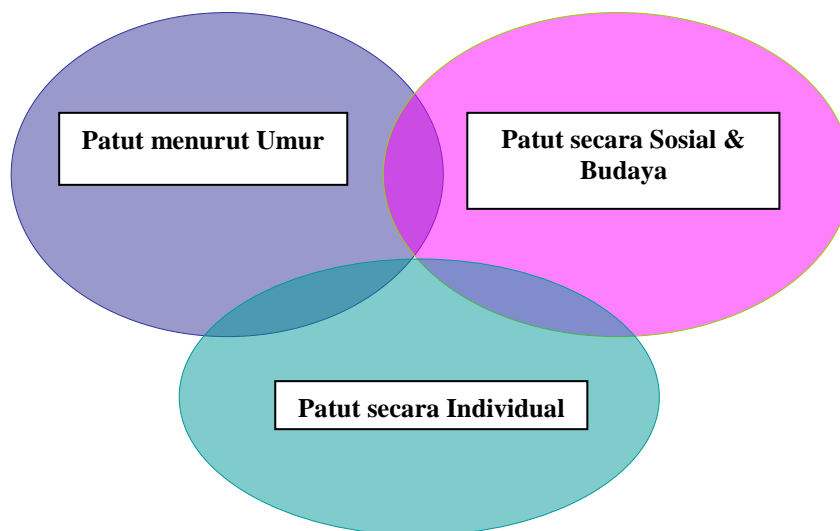 Patut menurut Umur
Patut secara Sosial &
Budaya
Patut secara Individual